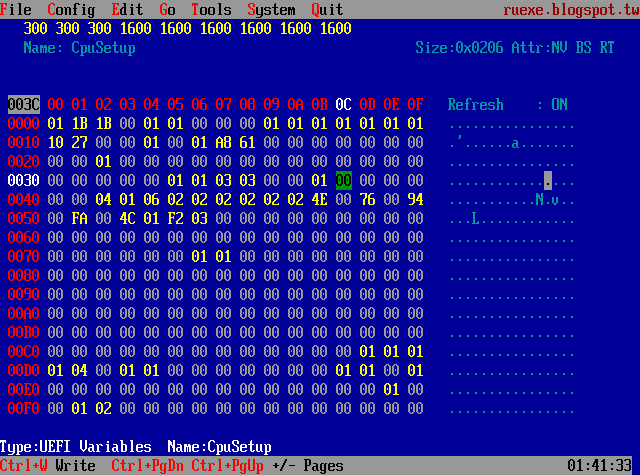 File Config Edit Go Tools System Quit ruexe.blogspot.tw
300 300 300 1600 1600 1600 1600 1600 1600 1600
Name: CpuSetup Size:0x0206 Attr:NV BS RT
003C 00 01 02 03 04 05 06 07 08 09 0A 0B 0C 0D 0E 0F Refresh : ON
0000 01 1B 1B 00 01 01 00 00 00 01 01 01 01 01 01 01 ................
0010 10 27 00 00 01 00 01 A8 61 00 00 00 00 00 00 00 .'......a.......
0020 00 00 01 00 00 00 00 00 00 00 00 00 00 00 00 00 ................
0030 00 00 00 00 00 01 01 03 03 00 00 01 00 00 00 00 ................
0040 00 00 04 01 06 02 02 02 02 02 02 4E 00 76 00 94 ...........N.v..
0050 00 FA 00 4C 01 F2 03 00 00 00 00 00 00 00 00 00 ...L............
0060 00 00 00 00 00 00 00 00 00 00 00 00 00 00 00 00 ................
0070 00 00 00 00 00 00 01 01 00 00 00 00 00 00 00 00 ................
0080 00 00 00 00 00 00 00 00 00 00 00 00 00 00 00 00 ................
0090 00 00 00 00 00 00 00 00 00 00 00 00 00 00 00 00 ................
00A0 00 00 00 00 00 00 00 00 00 00 00 00 00 00 00 00 ................
00B0 00 00 00 00 00 00 00 00 00 00 00 00 00 00 00 00 ................
00C0 00 00 00 00 00 00 00 00 00 00 00 00 00 01 01 01 ................
00D0 01 04 00 01 01 00 00 00 00 00 00 00 01 01 00 01 ................
00E0 00 00 00 00 00 00 00 00 00 00 00 00 00 00 01 00 ................
00F0 00 01 02 00 00 00 00 00 00 00 00 00 00 00 00 00 ................
Type:UEFI Variables Name:CpuSetup
Ctrl+W Write Ctrl+PgDn Ctrl+PgUp +/- Pages 01:41:33